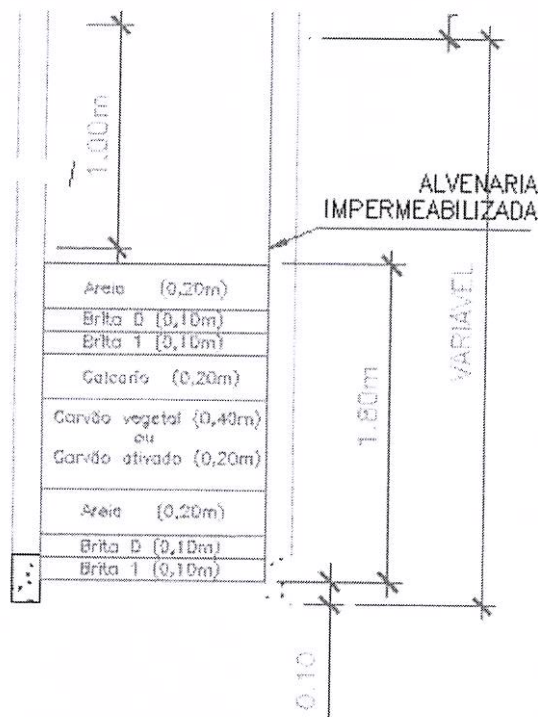 1.00m
ALVENARIA
IMPERMEABILIZADA
Areia (0,20m)
Brita 0 (0,10m)
Brita 1 (0,10m)
Calcario (0,20m)
Carvão vegetal (0,40m)
ou
Carvão ativado (0,20m)
Areia (0,20m)
Brita 0 (0,10m)
Brita 1 (0,10m)
1.80m
VARIAVEL
0.10